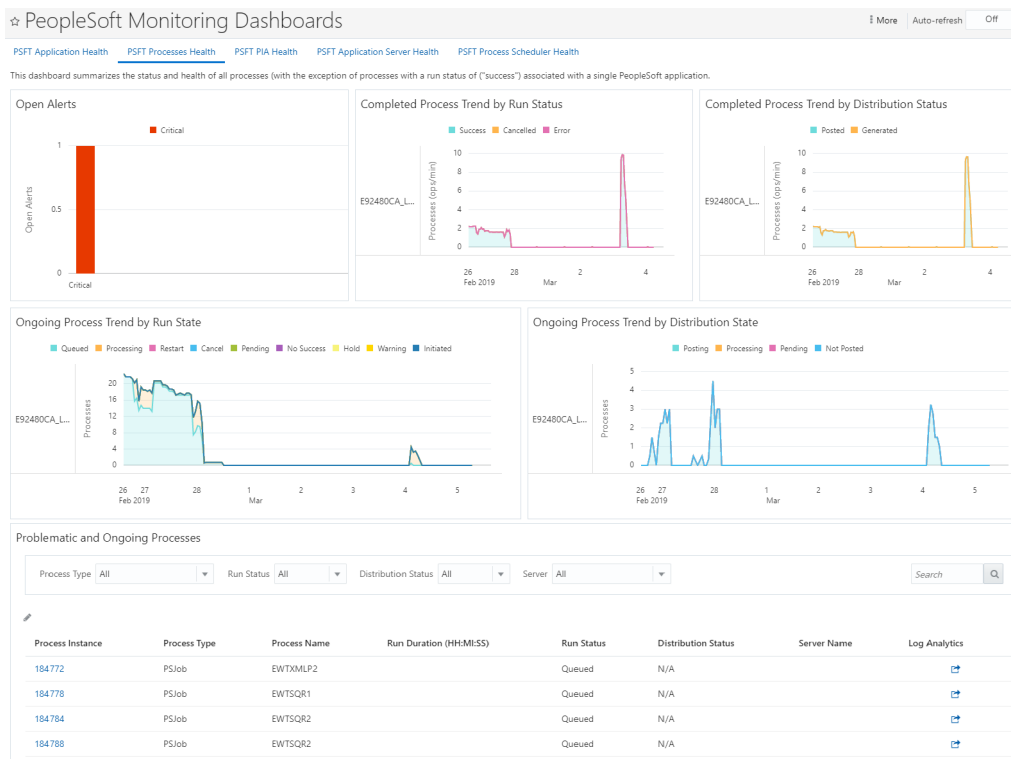 PeopleSoft Monitoring Dashboards
More
Auto-refresh
Off
PSFT Application Health
PSFT Processes Health
PSFT PIA Health
PSFT Application Server Health
PSFT Process Scheduler Health
This dashboard summarizes the status and health of all processes (with the exception of processes with a run status of ("success") associated with a single PeopleSoft application.
Open Alerts
Critical
1
0.5
0
Open Alerts
Critical
Completed Process Trend by Run Status
Success Cancelled Error
E92480CA_L...
Processes (ops/min)
10
8
6
4
2
0
26 28 2 4
Feb 2019 Mar
Completed Process Trend by Distribution Status
Posted Generated
E92480CA_L...
Processes (ops/min)
10
8
6
4
2
0
26 28 2 4
Feb 2019 Mar
Ongoing Process Trend by Run State
Queued Processing Restart Cancel Pending No Success Hold Warning Initiated
E92480CA_L...
Processes
20
16
12
8
4
0
26 27 28 1 2 3 4 5
Feb 2019 Mar
Ongoing Process Trend by Distribution State
Posting Processing Pending Not Posted
E92480CA_L...
Processes
5
4
3
2
1
0
26 27 28 1 2 3 4 5
Feb 2019 Mar
Problematic and Ongoing Processes
Process Type All Run Status All Distribution Status All Server All Search
Process Instance Process Type Process Name Run Duration (HH:MI:SS) Run Status Distribution Status Server Name Log Analytics
184772 PSJob EWTXMLP2 Queued N/A
184778 PSJob EWTSQR1 Queued N/A
184784 PSJob EWTSQR2 Queued N/A
184788 PSJob EWTSQR2 Queued N/A